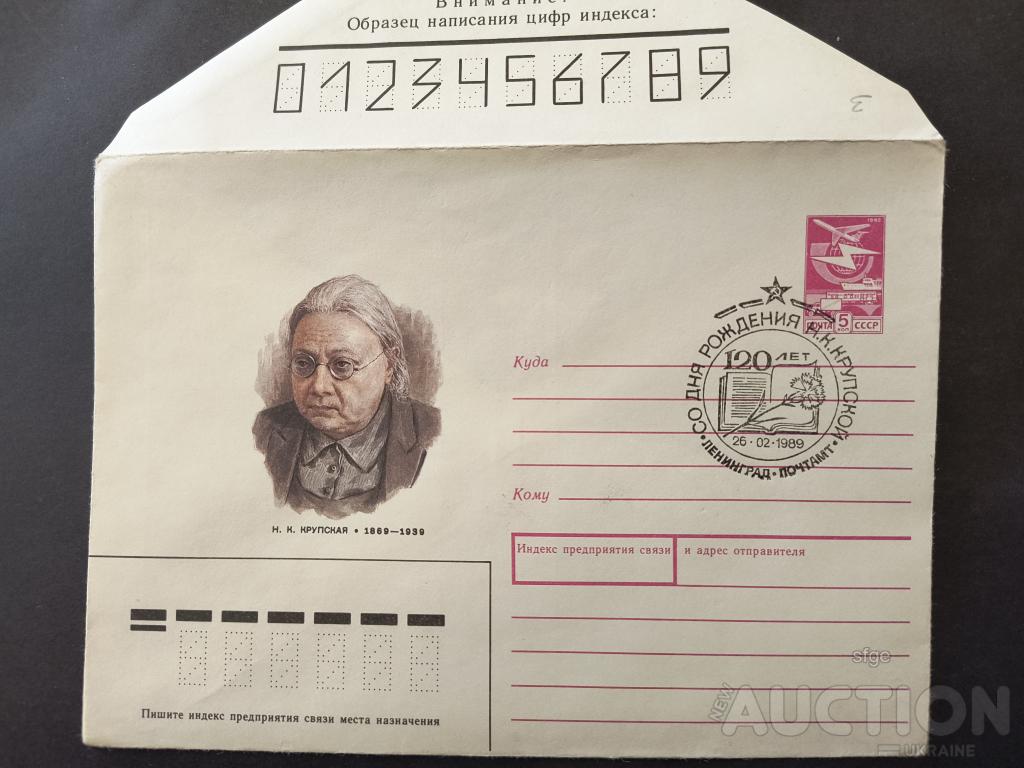 Внимание!
Образец написания цифр индекса:
0123456789
3
1982
ПОЧТА 5 КОП СССР
СО ДНЯ РОЖДЕНИЯ Н.К.КРУПСКОЙ
120 ЛЕТ
26·02·1989
·ЛЕНИНГРАД·ПОЧТАМТ·
Куда
Кому
Н. К. КРУПСКАЯ • 1869—1939
Индекс предприятия связи и адрес отправителя
Пишите индекс предприятия связи места назначения
sfge
NEW AUCTION
UKRAINE